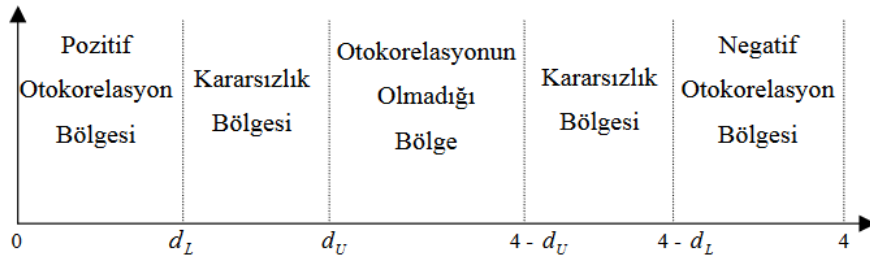 Pozitif
Otokorelasyon
Bölgesi
Kararsızlık
Bölgesi
Otokorelasyonun
Olmadığı
Bölge
Kararsızlık
Bölgesi
Negatif
Otokorelasyon
Bölgesi
0 d_L d_U 4 - d_U 4 - d_L 4